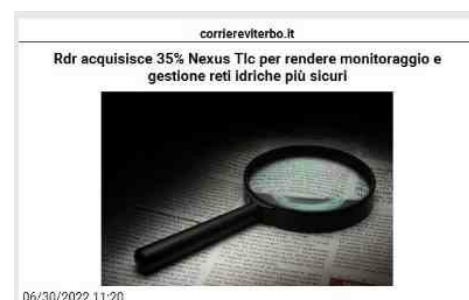 corriereviterbo.it
Rdr acquisisce 35% Nexus Tlc per rendere monitoraggio e
gestione reti idriche più sicuri
06/30/2022 11:20